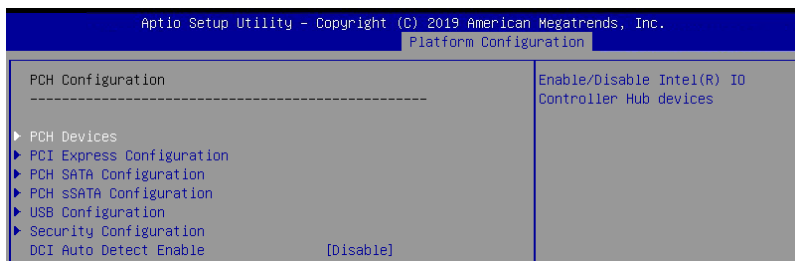 Aptio Setup Utility – Copyright (C) 2019 American Megatrends, Inc.
Platform Configuration
PCH Configuration
--------------------------------------------------
Enable/Disable Intel(R) IO
Controller Hub devices
PCH Devices
PCI Express Configuration
PCH SATA Configuration
PCH sSATA Configuration
USB Configuration
Security Configuration
DCI Auto Detect Enable [Disable]